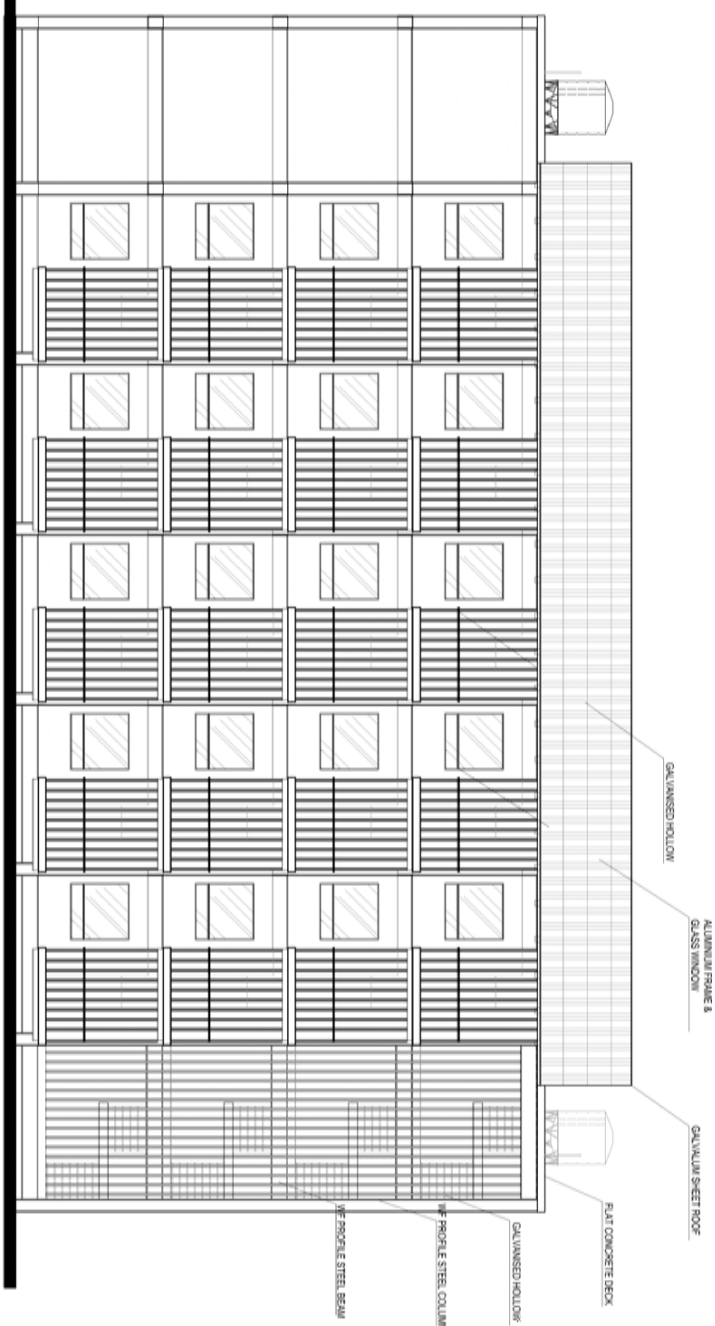 GALVANISED HOLLOW
ALUMINIUM FRAME &
GLASS WINDOW
GALVALUM SHEET ROOF
FLAT CONCRETE DECK
GALVANISED HOLLOW
WF PROFILE STEEL COLUM
WF PROFILE STEEL BEAM